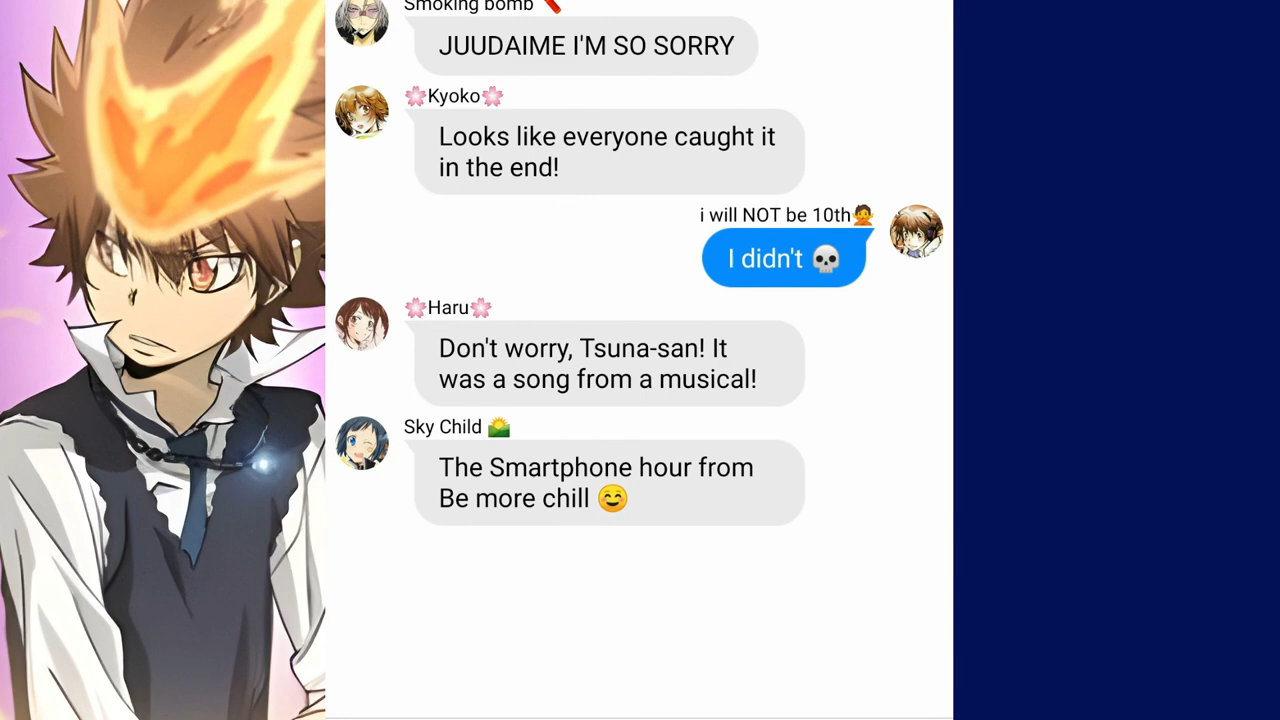 Smoking bomb 🧨
JUUDAIME I'M SO SORRY
🌸Kyoko🌸
Looks like everyone caught it
in the end!
i will NOT be 10th🙅
I didn't 💀
🌸Haru🌸
Don't worry, Tsuna-san! It
was a song from a musical!
Sky Child 🌄
The Smartphone hour from
Be more chill 😊